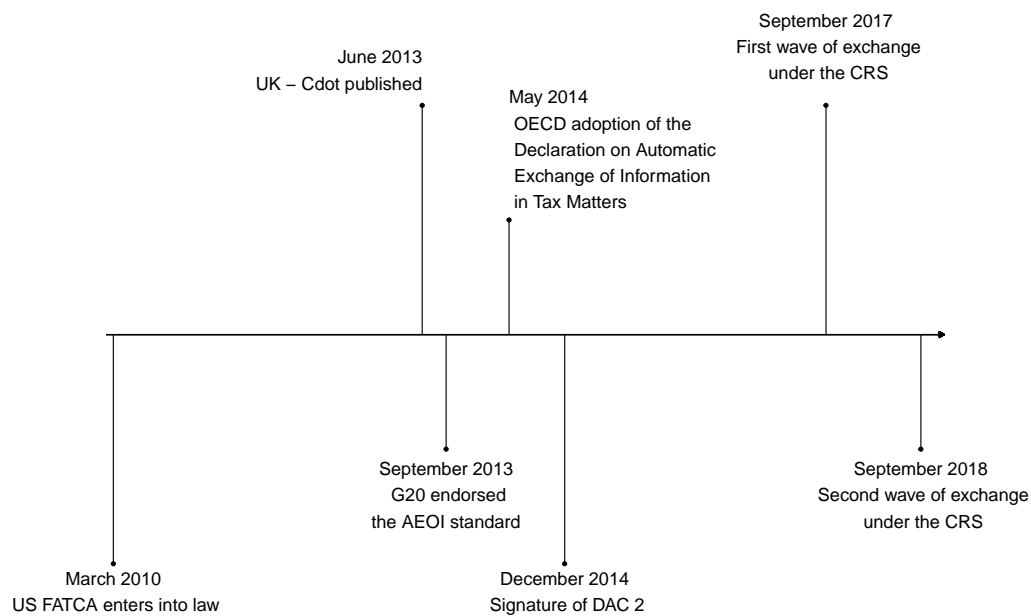 September 2017
First wave of exchange
under the CRS
June 2013
UK – Cdot published
May 2014
OECD adoption of the
Declaration on Automatic
Exchange of Information
in Tax Matters
September 2013
G20 endorsed
the AEOI standard
September 2018
Second wave of exchange
under the CRS
March 2010
US FATCA enters into law
December 2014
Signature of DAC 2